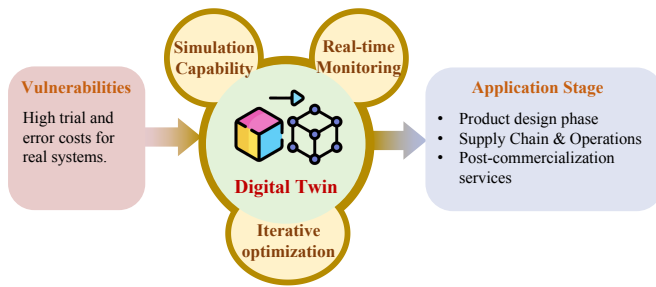 Vulnerabilities
High trial and
error costs for
real systems.
Simulation
Capability
Real-time
Monitoring
Digital Twin
Iterative
optimization
Application Stage
• Product design phase
• Supply Chain & Operations
• Post-commercialization
services